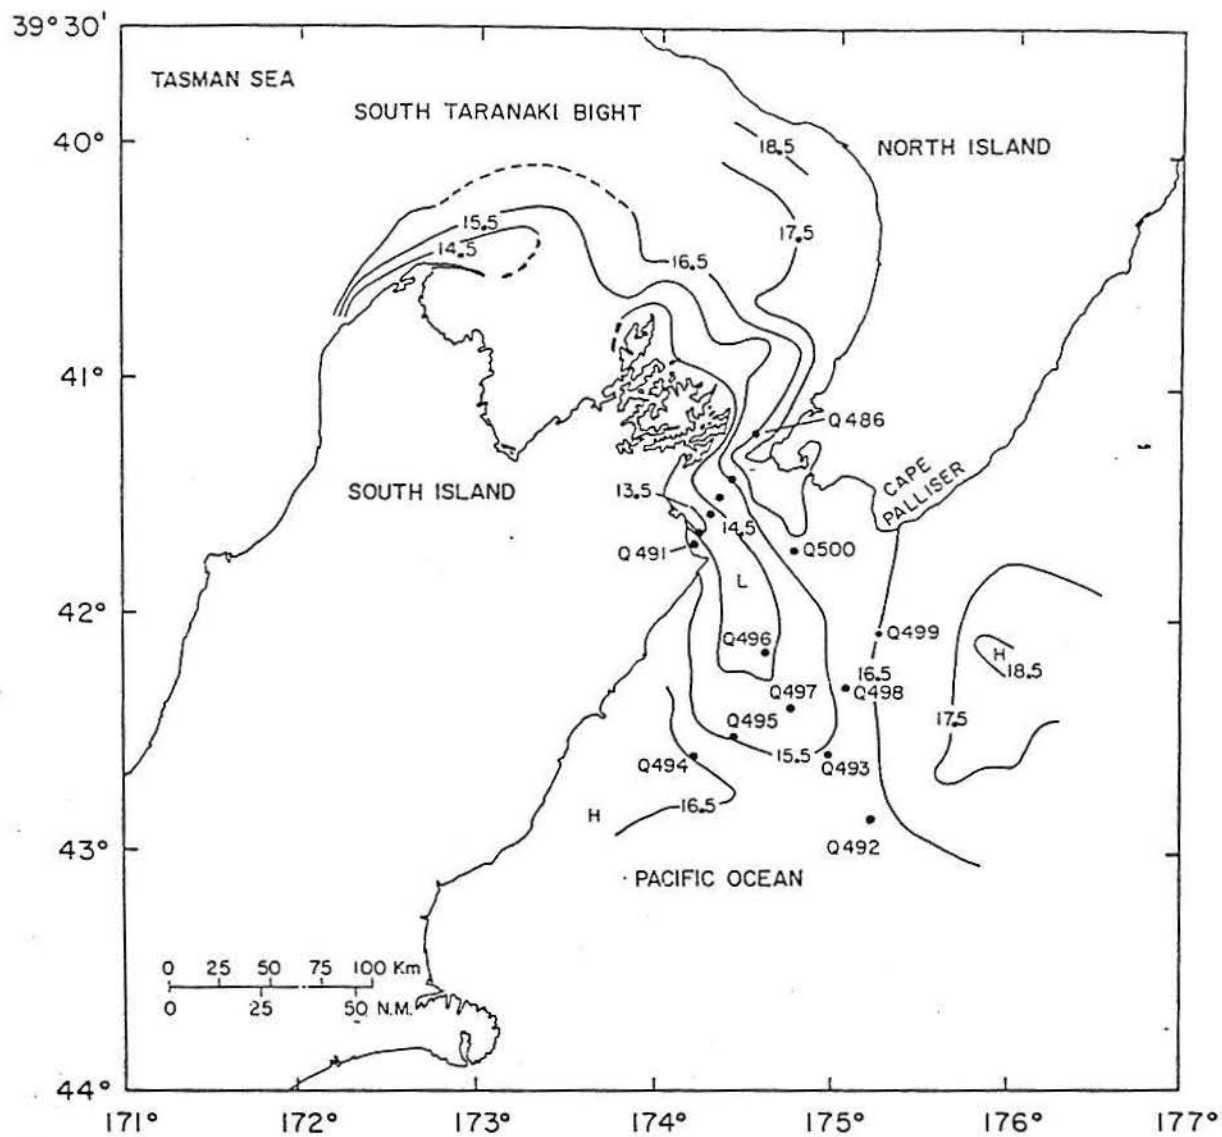 39°30'
TASMAN SEA
SOUTH TARANAKI BIGHT
40°
18.5
NORTH ISLAND
15.5
14.5
17.5
16.5
41°
Q486
SOUTH ISLAND
13.5
CAPE
PALLISER
14.5
Q491
Q500
L
42°
Q496
Q499
H
18.5
16.5
Q497
Q498
17.5
Q495
15.5
Q494
Q493
H
16.5
Q492
43°
PACIFIC OCEAN
0 25 50 75 100 Km
0 25 50 N.M.
44°
171° 172° 173° 174° 175° 176° 177°